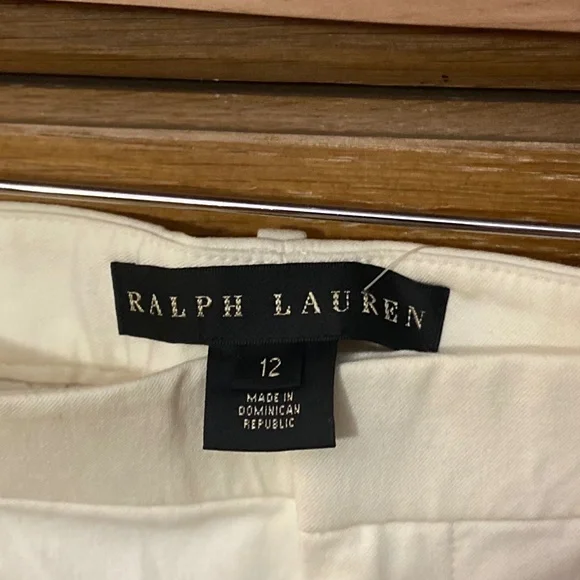 RALPH LAUREN
12
MADE IN
DOMINICAN
REPUBLIC